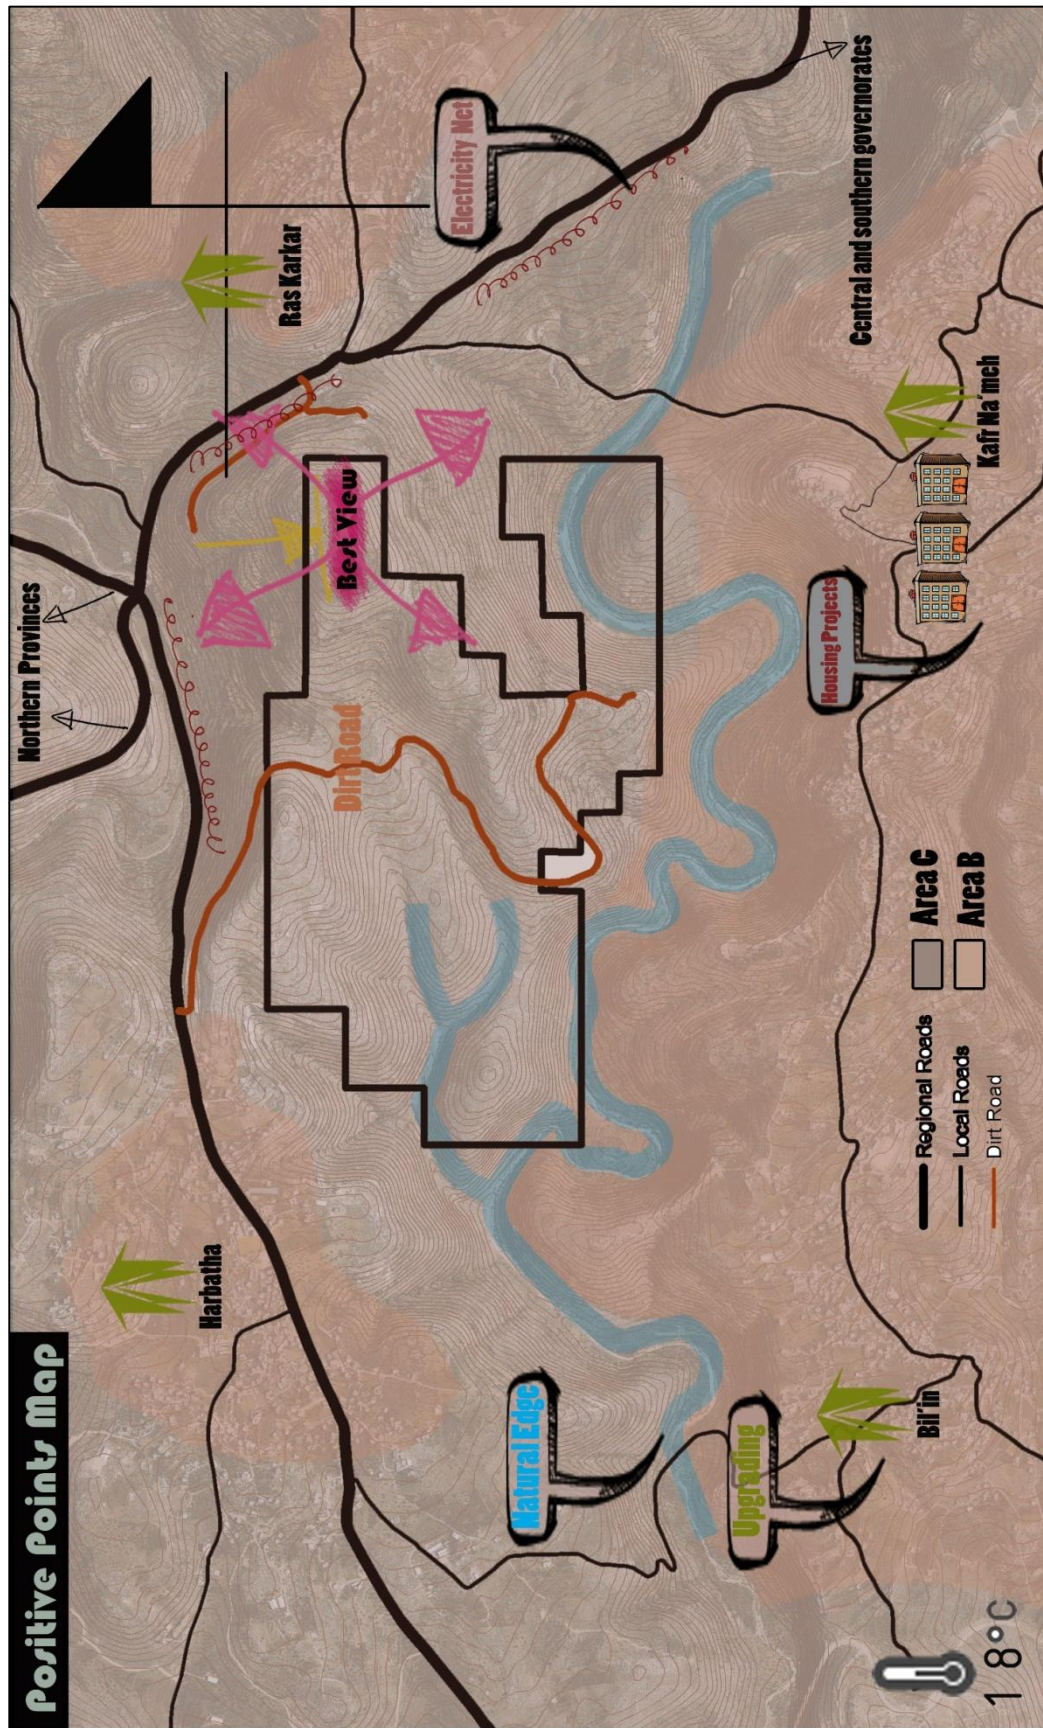 Positive Points Map
Northern Provinces
Harbatha
Ras Karkar
Best View
Dirt Road
Electricity Net
Natural Edge
Upgrading
Housing Projects
Bil'in
Kafr Na'meh
Central and southern governorates
Regional Roads
Local Roads
Dirt Road
Area C
Area B
18°C